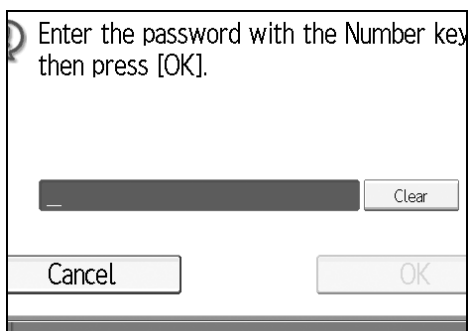 Enter the password with the Number key
then press [OK].
_
Clear
Cancel
OK